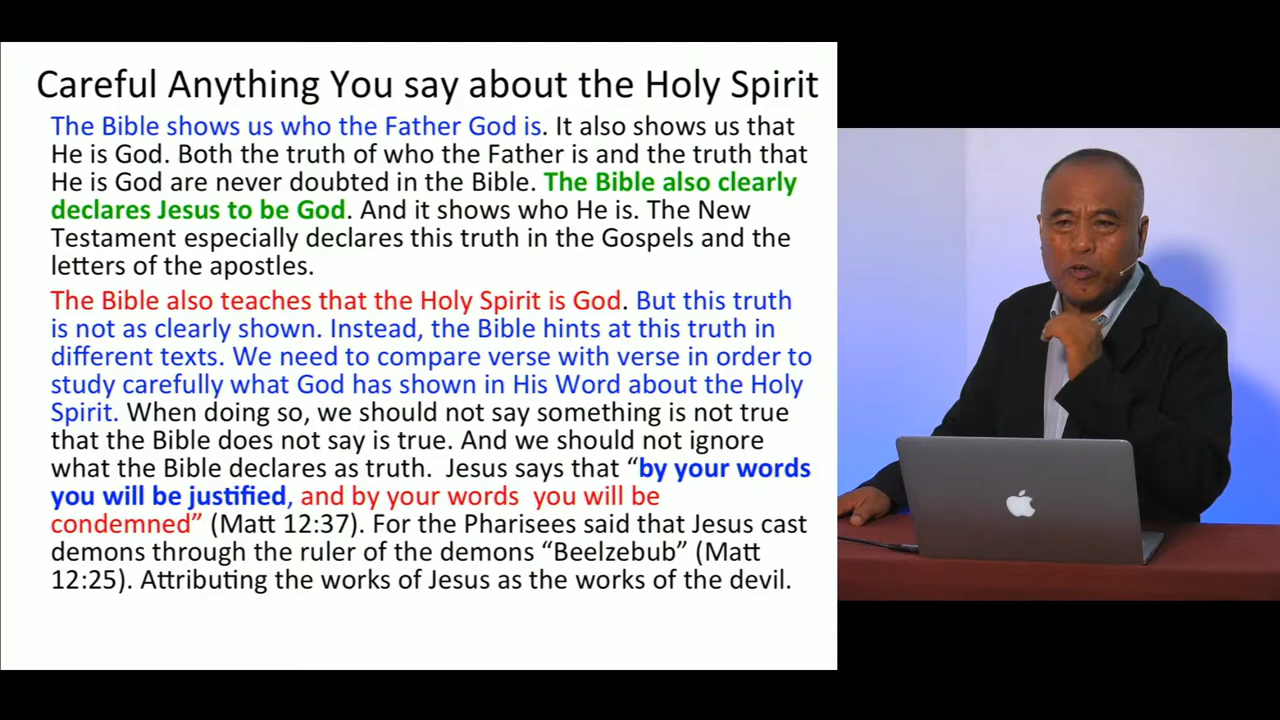 Careful Anything You say about the Holy Spirit
The Bible shows us who the Father God is. It also shows us that
He is God. Both the truth of who the Father is and the truth that
He is God are never doubted in the Bible. The Bible also clearly
declares Jesus to be God. And it shows who He is. The New
Testament especially declares this truth in the Gospels and the
letters of the apostles.
The Bible also teaches that the Holy Spirit is God. But this truth
is not as clearly shown. Instead, the Bible hints at this truth in
different texts. We need to compare verse with verse in order to
study carefully what God has shown in His Word about the Holy
Spirit. When doing so, we should not say something is not true
that the Bible does not say is true. And we should not ignore
what the Bible declares as truth.  Jesus says that “by your words
you will be justified, and by your words  you will be
condemned” (Matt 12:37). For the Pharisees said that Jesus cast
demons through the ruler of the demons “Beelzebub” (Matt
12:25). Attributing the works of Jesus as the works of the devil.